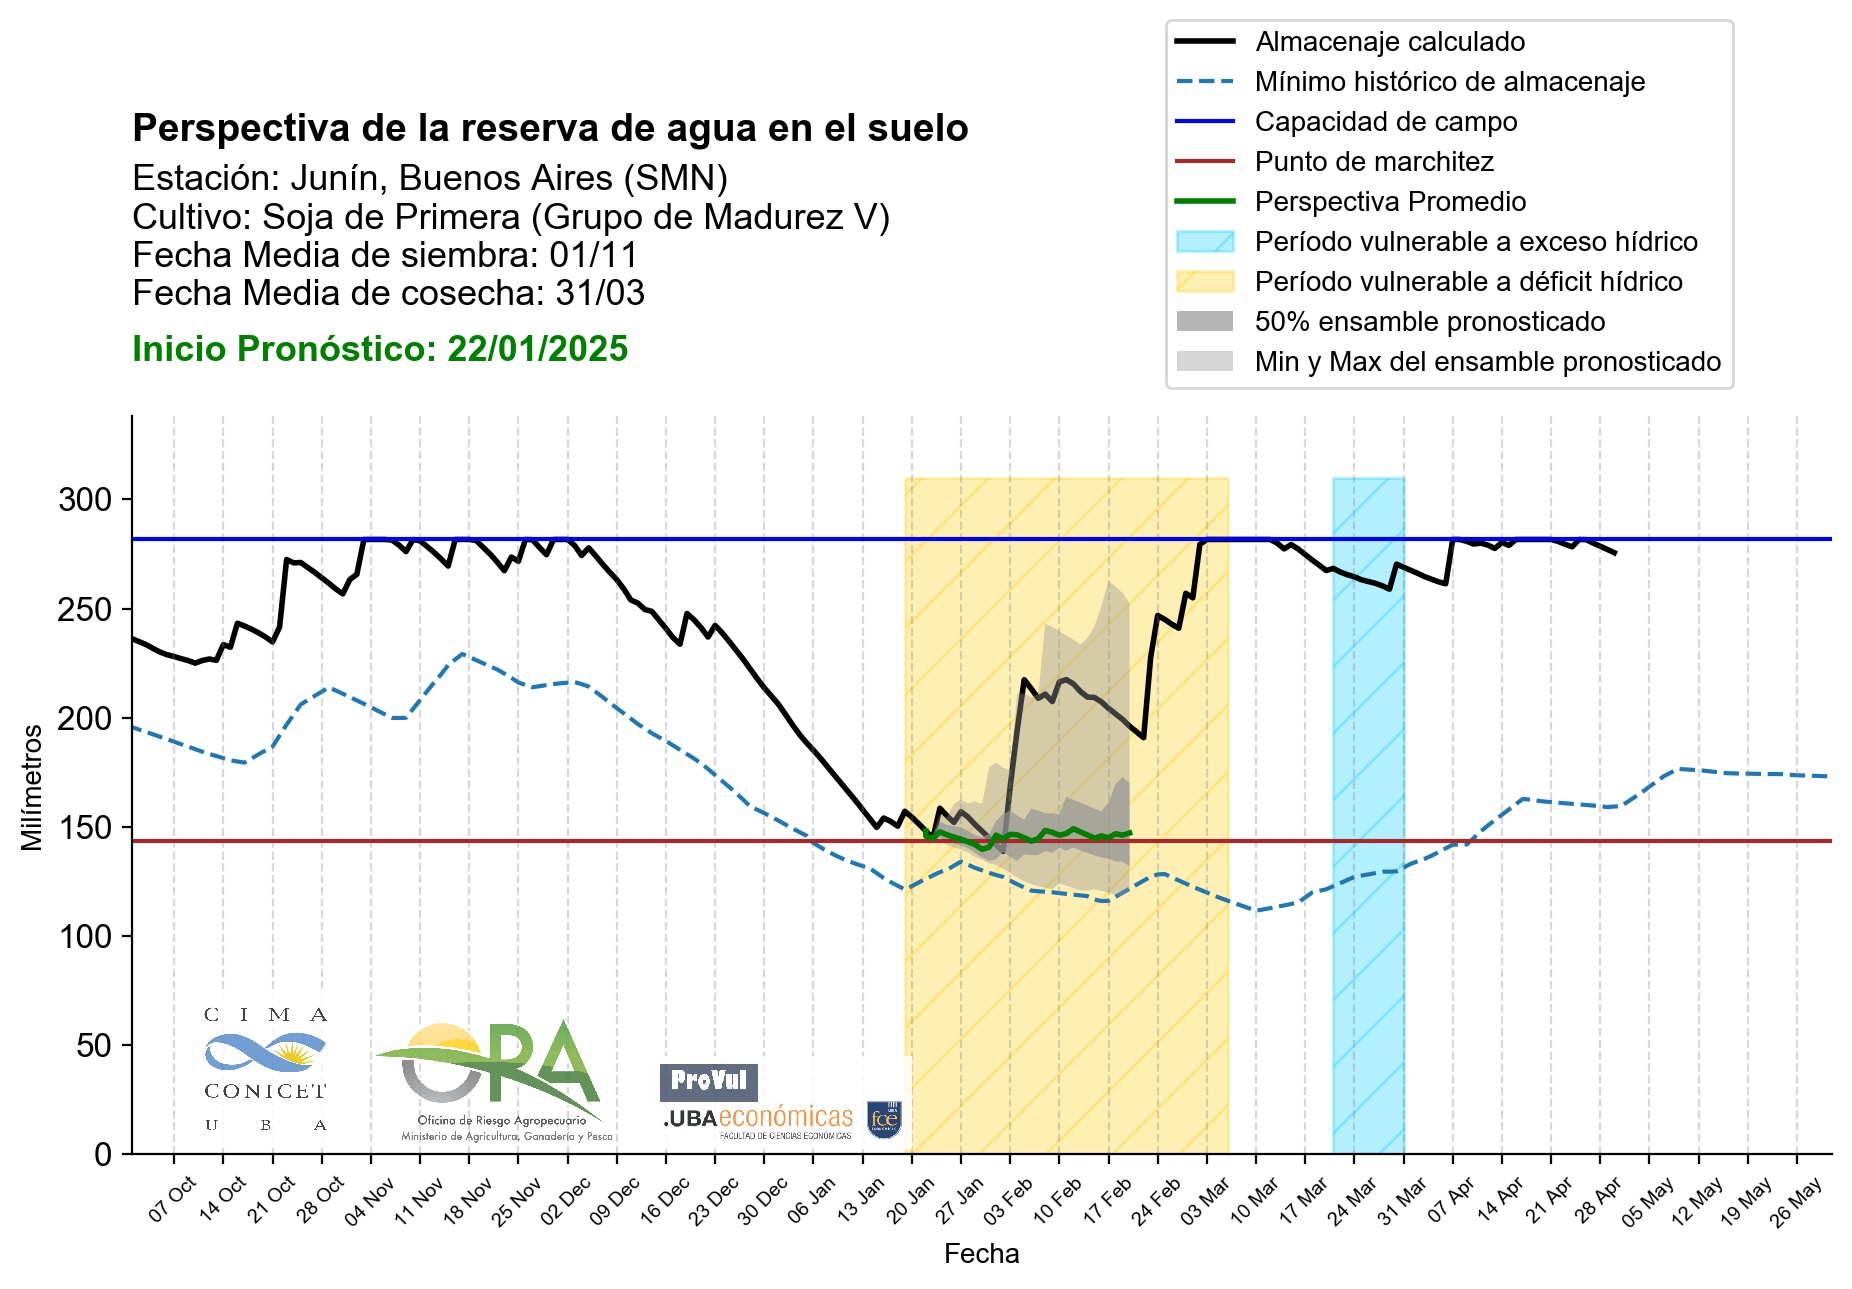 Almacenaje calculado
Mínimo histórico de almacenaje
Capacidad de campo
Punto de marchitez
Perspectiva Promedio
Período vulnerable a exceso hídrico
Período vulnerable a déficit hídrico
50% ensamble pronosticado
Min y Max del ensamble pronosticado
Perspectiva de la reserva de agua en el suelo
Estación: Junín, Buenos Aires (SMN)
Cultivo: Soja de Primera (Grupo de Madurez V)
Fecha Media de siembra: 01/11
Fecha Media de cosecha: 31/03
Inicio Pronóstico: 22/01/2025
Milímetros
300
250
200
150
100
50
0
CIMA
CONICET
UBA
ORA
Oficina de Riesgo Agropecuario
Ministerio de Agricultura, Ganadería y Pesca
ProVul
.UBAeconómicas
FACULTAD DE CIENCIAS ECONÓMICAS
fce
07 Oct
14 Oct
21 Oct
28 Oct
04 Nov
11 Nov
18 Nov
25 Nov
02 Dec
09 Dec
16 Dec
23 Dec
30 Dec
06 Jan
13 Jan
20 Jan
27 Jan
03 Feb
10 Feb
17 Feb
24 Feb
03 Mar
10 Mar
17 Mar
24 Mar
31 Mar
07 Apr
14 Apr
21 Apr
28 Apr
05 May
12 May
19 May
26 May
Fecha